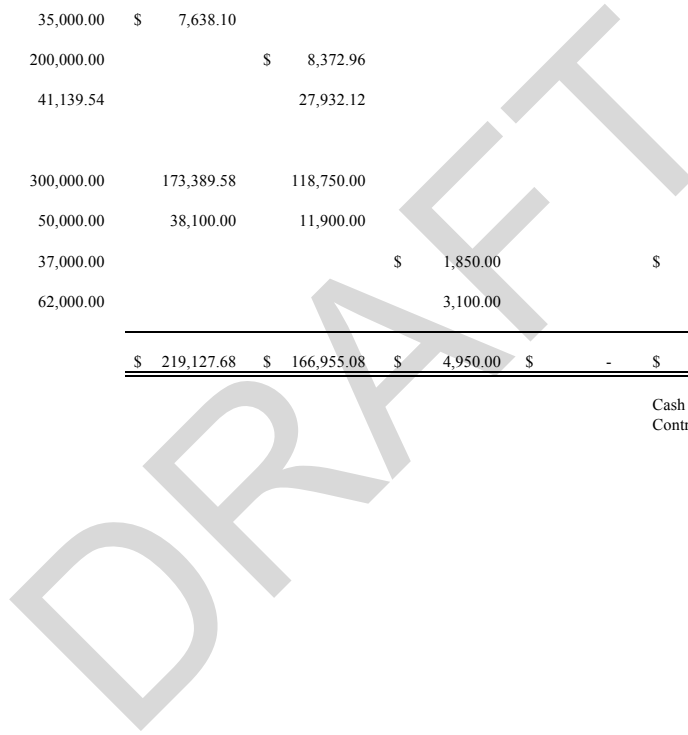 35,000.00 $ 7,638.10
200,000.00 $ 8,372.96
41,139.54 27,932.12
300,000.00 173,389.58 118,750.00
50,000.00 38,100.00 11,900.00
37,000.00 $ 1,850.00 $
62,000.00 3,100.00
$ 219,127.68 $ 166,955.08 $ 4,950.00 $ - $
Cash
Contr
DRAFT